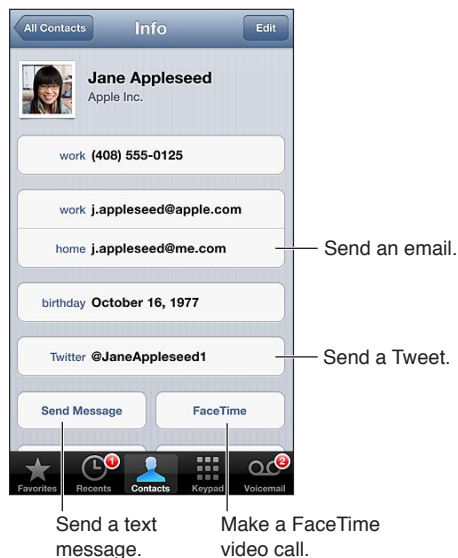 All Contacts Info Edit
Jane Appleseed
Apple Inc.
work (408) 555-0125
work j.appleseed@apple.com
home j.appleseed@me.com
Send an email.
birthday October 16, 1977
Twitter @JaneAppleseed1
Send a Tweet.
Send Message FaceTime
1 2
Favorites Recents Contacts Keypad Voicemail
Send a text
message.
Make a FaceTime
video call.